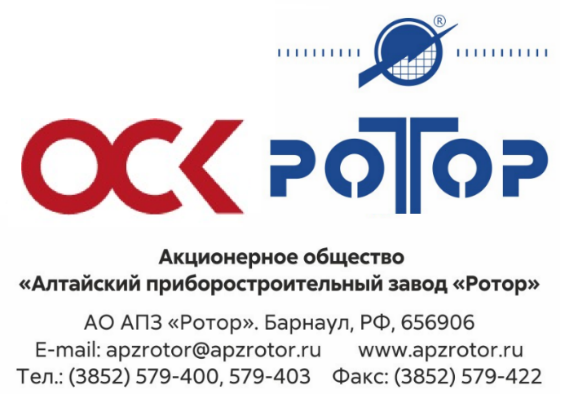 ®
ОСК РОТОР
Акционерное общество
«Алтайский приборостроительный завод «Ротор»
АО АПЗ «Ротор». Барнаул, РФ, 656906
E-mail: apzrotor@apzrotor.ru www.apzrotor.ru
Тел.: (3852) 579-400, 579-403 Факс: (3852) 579-422